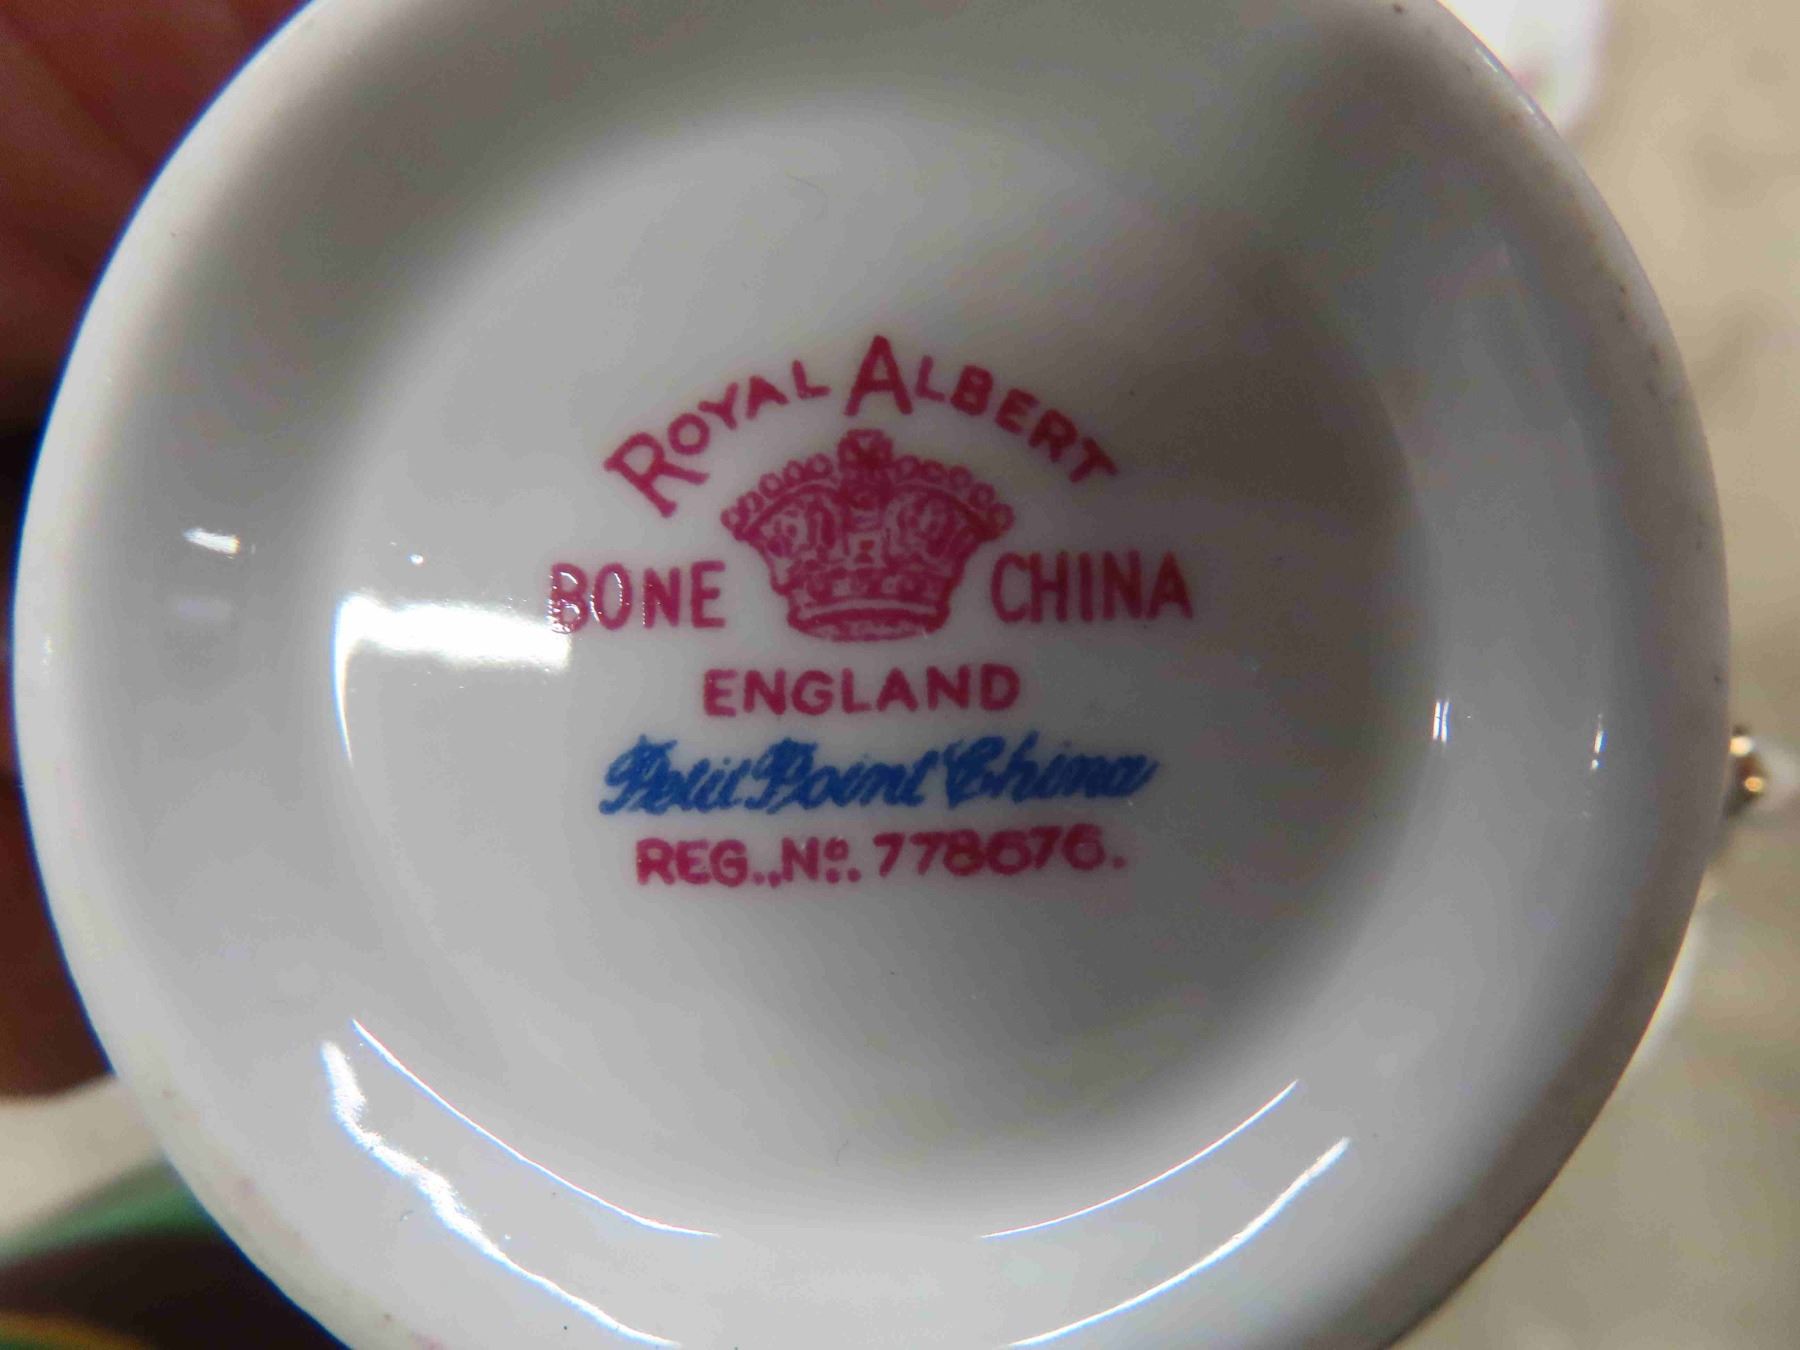 ROYAL ALBERT
BONE CHINA
ENGLAND
Petit Point China
REG., No:. 778676.